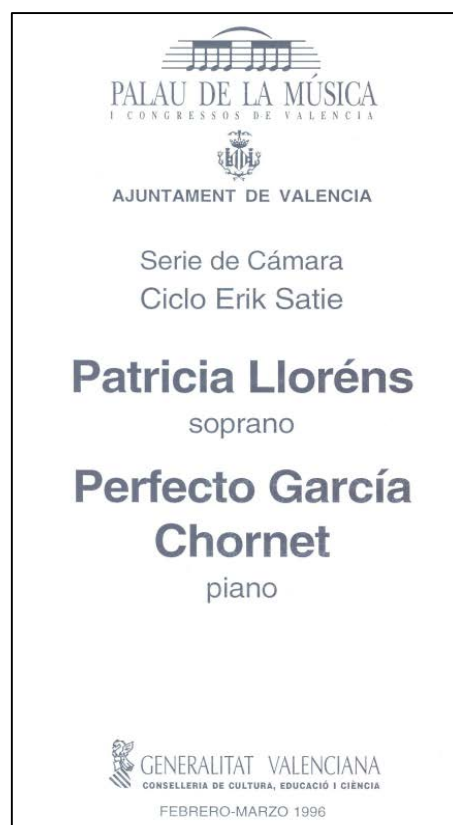 PALAU DE LA MÚSICA
I CONGRESSOS DE VALENCIA
AJUNTAMENT DE VALENCIA
Serie de Cámara
Ciclo Erik Satie
Patricia Lloréns
soprano
Perfecto García
Chornet
piano
GENERALITAT VALENCIANA
CONSELLERIA DE CULTURA, EDUCACIÓ I CIÈNCIA
FEBRERO-MARZO 1996